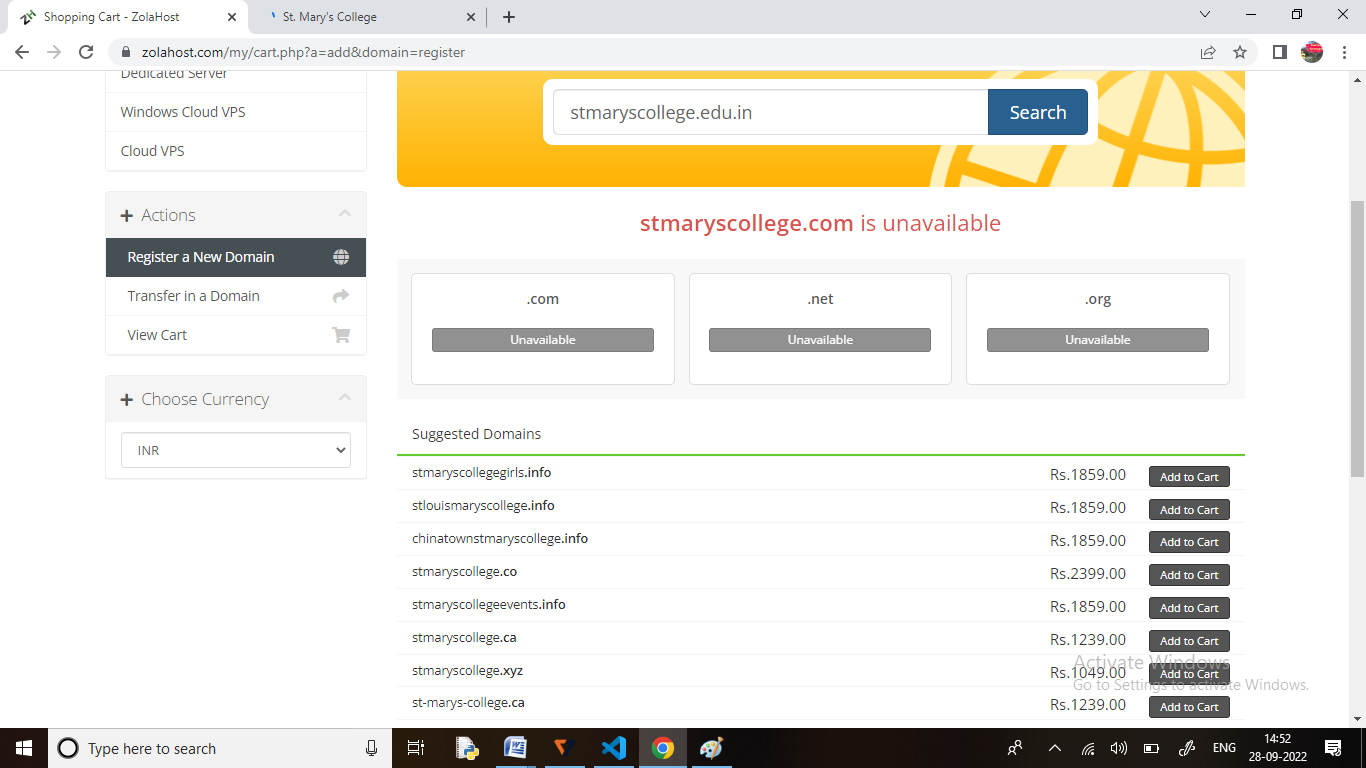 Shopping Cart - ZolaHost
St. Mary's College
zolahost.com/my/cart.php?a=add&domain=register
Dedicated Server
Windows Cloud VPS
Cloud VPS
Actions
Register a New Domain
Transfer in a Domain
View Cart
Choose Currency
INR
stmaryscollege.edu.in
Search
stmaryscollege.com is unavailable
.com
Unavailable
.net
Unavailable
.org
Unavailable
Suggested Domains
stmaryscollegegirls.info Rs.1859.00 Add to Cart
stlouismaryscollege.info Rs.1859.00 Add to Cart
chinatownstmaryscollege.info Rs.1859.00 Add to Cart
stmaryscollege.co Rs.2399.00 Add to Cart
stmaryscollegeevents.info Rs.1859.00 Add to Cart
stmaryscollege.ca Rs.1239.00 Add to Cart
stmaryscollege.xyz Rs.1049.00 Add to Cart
st-marys-college.ca Rs.1239.00 Add to Cart
Activate Windows
Go to Settings to activate Windows.
Type here to search
ENG
14:52
28-09-2022